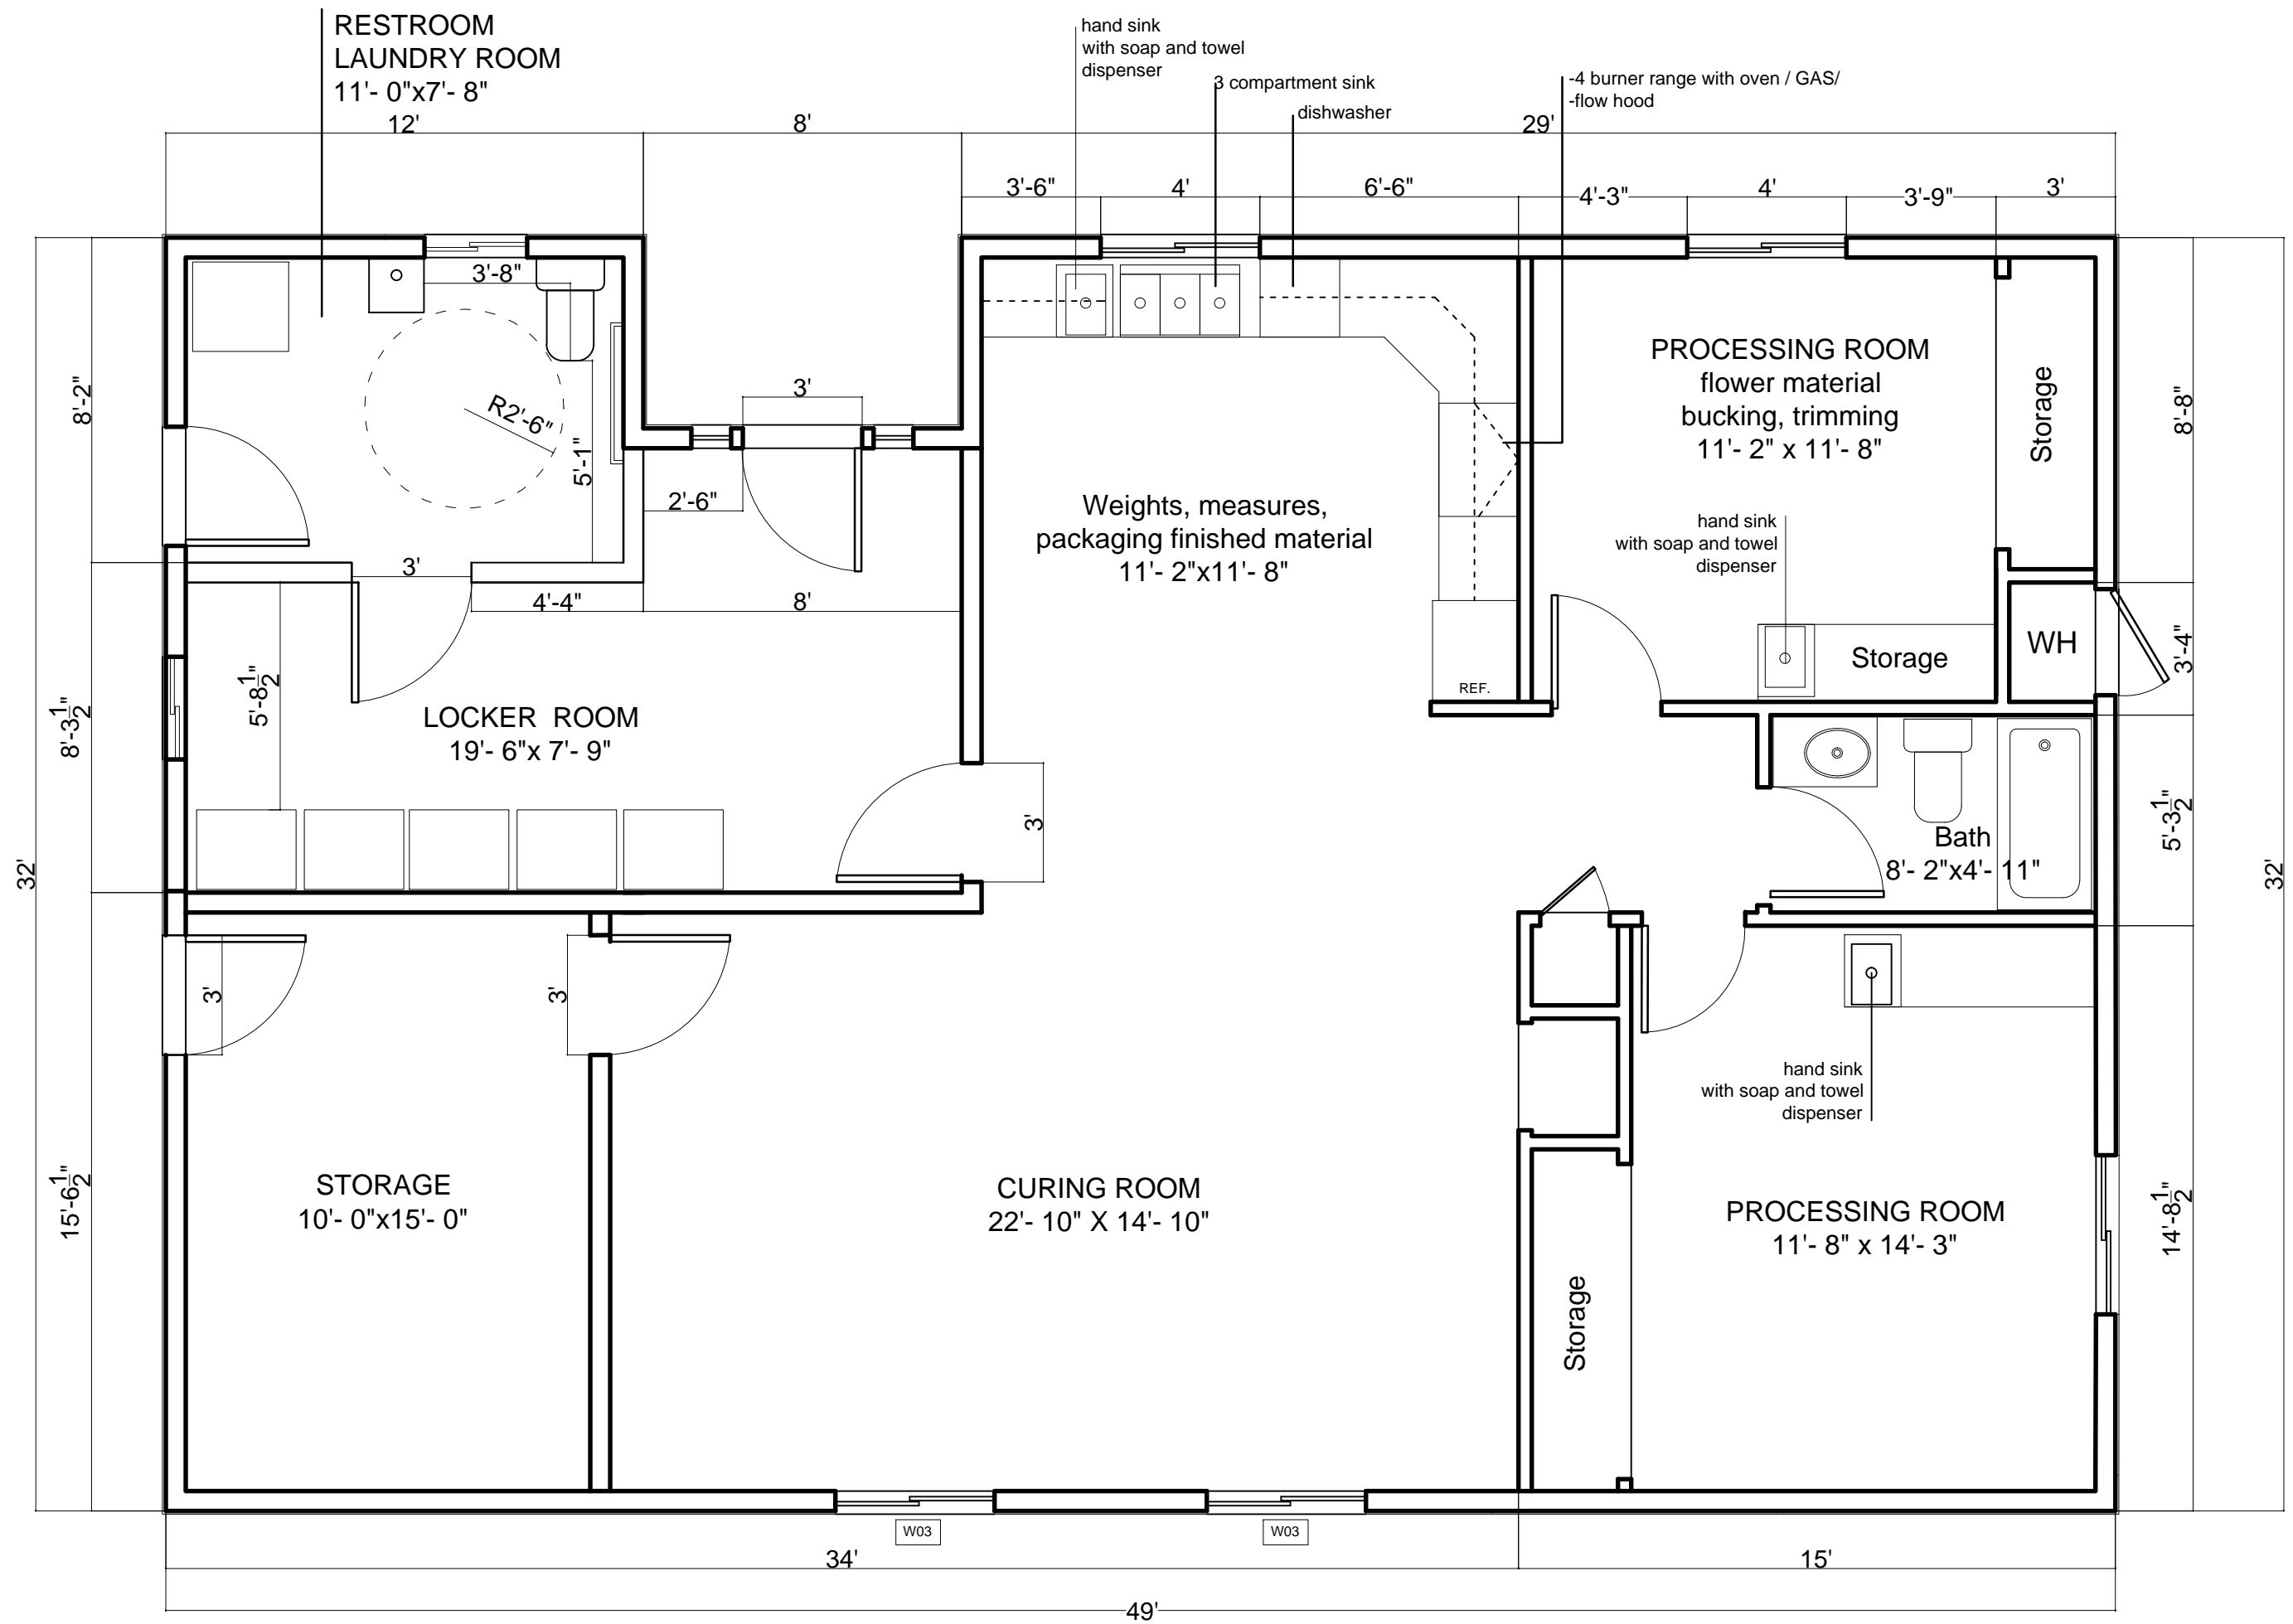 RESTROOM
LAUNDRY ROOM
11'- 0"x7'- 8"
hand sink
with soap and towel
dispenser
3 compartment sink
dishwasher
-4 burner range with oven / GAS/
-flow hood
12'
8'
29'
3'-6"
4'
6'-6"
4'-3"
4'
3'-9"
3'
3'-8"
R2'-6"
5'-1"
8'-2"
3'
2'-6"
PROCESSING ROOM
flower material
bucking, trimming
11'- 2" x 11'- 8"
Storage
8'-8"
Weights, measures,
packaging finished material
11'- 2"x11'- 8"
hand sink
with soap and towel
dispenser
3'
4'-4"
8'
5'-8 1/2"
Storage
WH
3'-4"
REF.
LOCKER ROOM
19'- 6"x 7'- 9"
8'-3 1/2"
3'
Bath
8'- 2"x4'- 11"
5'-3 1/2"
32'
32'
3'
3'
hand sink
with soap and towel
dispenser
STORAGE
10'- 0"x15'- 0"
CURING ROOM
22'- 10" X 14'- 10"
PROCESSING ROOM
11'- 8" x 14'- 3"
15'-6 1/2"
14'-8 1/2"
Storage
W03
W03
34'
15'
49'